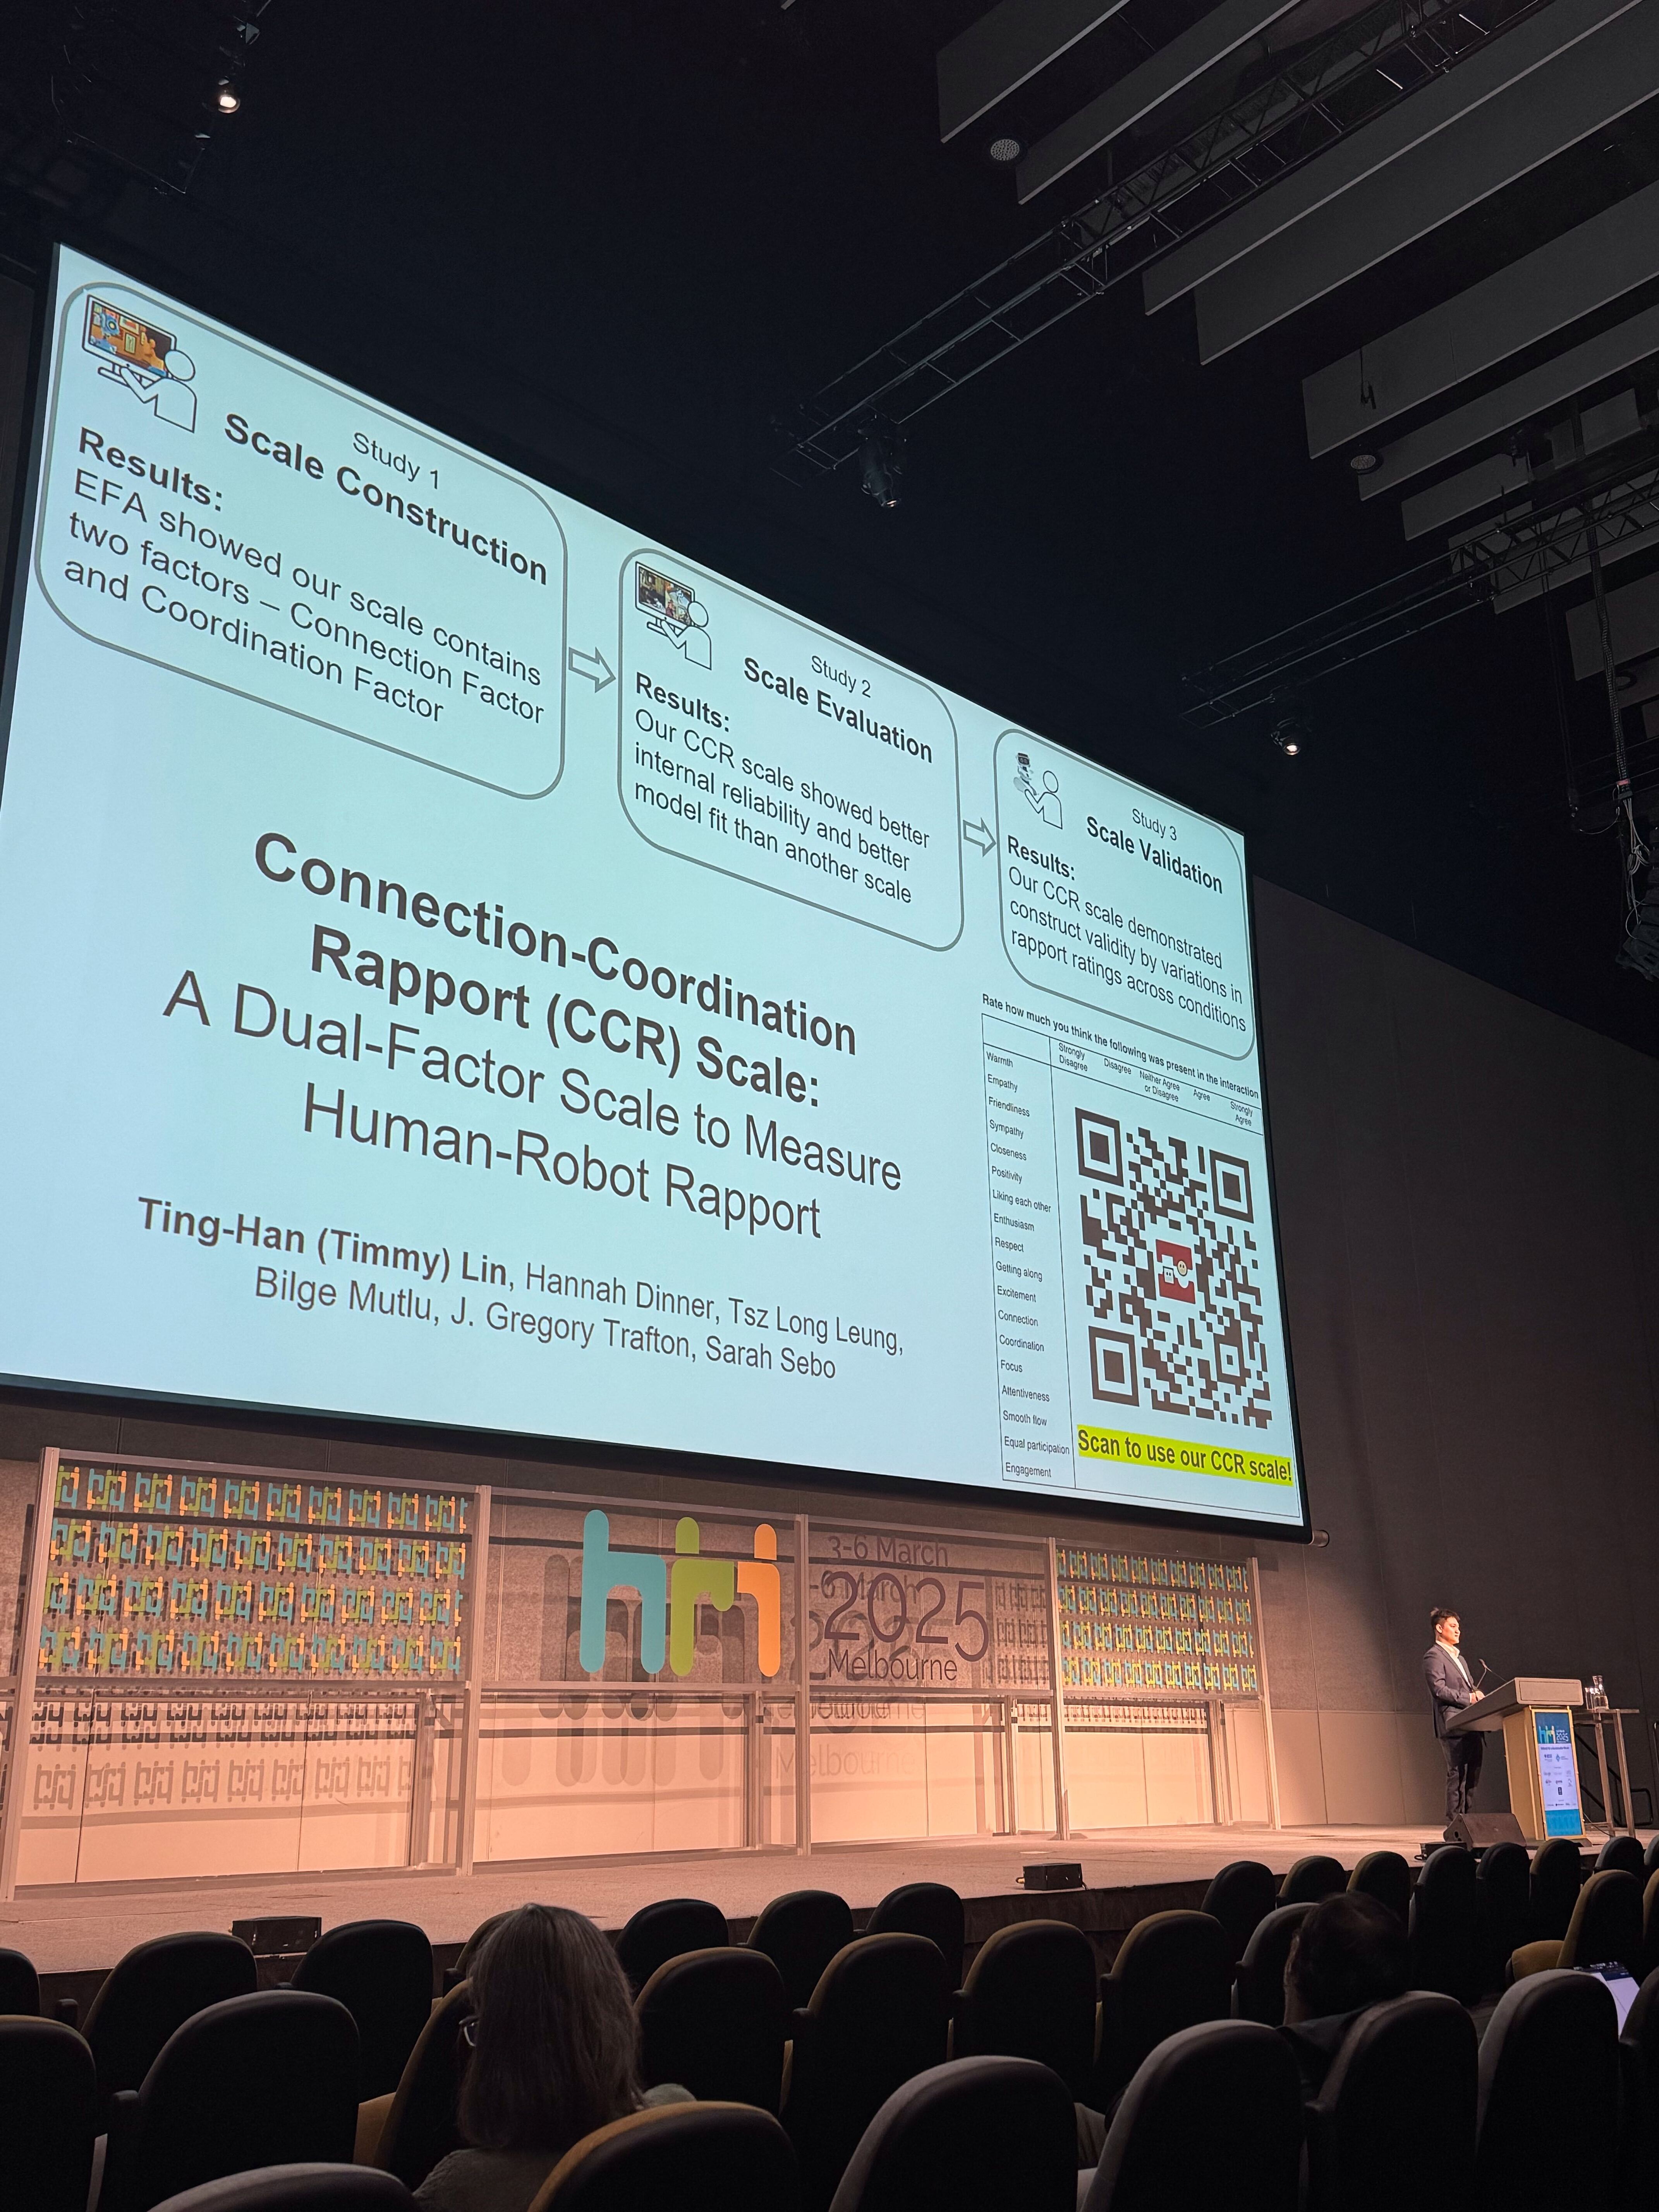 Study 1
Scale Construction
Results:
EFA showed our scale contains
two factors – Connection Factor
and Coordination Factor
Study 2
Scale Evaluation
Results:
Our CCR scale showed better
internal reliability and better
model fit than another scale
Study 3
Scale Validation
Results:
Our CCR scale demonstrated
construct validity by variations in
rapport ratings across conditions
Connection-Coordination
Rapport (CCR) Scale:
A Dual-Factor Scale to Measure
Human-Robot Rapport
Ting-Han (Timmy) Lin, Hannah Dinner, Tsz Long Leung,
Bilge Mutlu, J. Gregory Trafton, Sarah Sebo
Rate how much you think the following was present in the interaction
Strongly Disagree
Disagree
Neither Agree or Disagree
Agree
Strongly Agree
Warmth
Empathy
Friendliness
Sympathy
Closeness
Positivity
Liking each other
Enthusiasm
Respect
Getting along
Excitement
Connection
Coordination
Focus
Attentiveness
Smooth flow
Equal participation
Engagement
Scan to use our CCR scale!
hri
3-6 March
2025
Melbourne